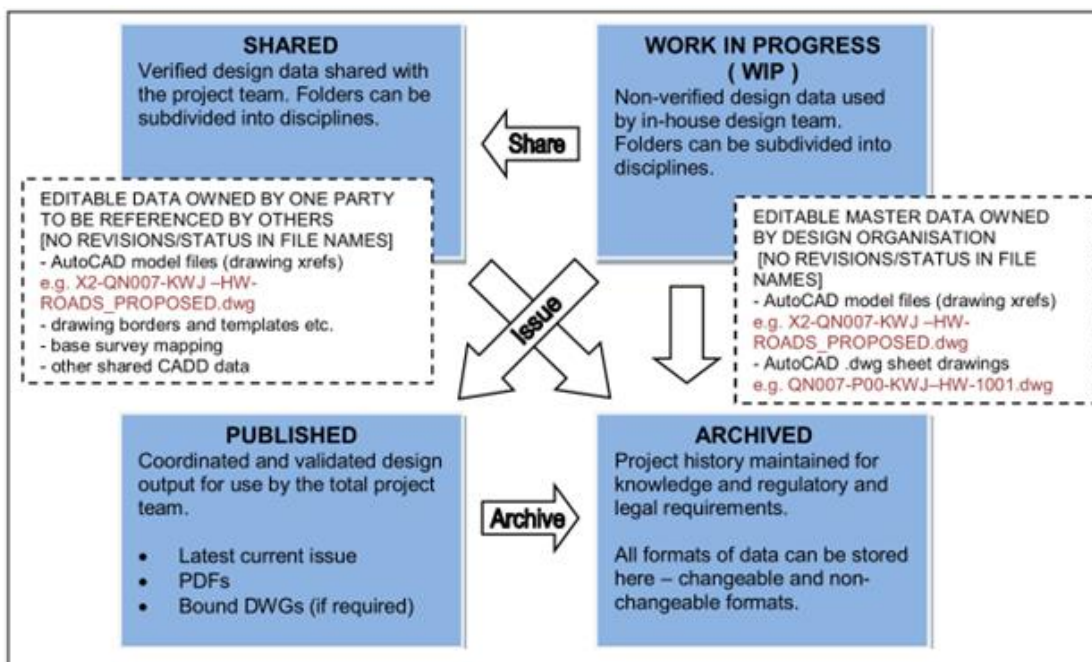 SHARED
Verified design data shared with
the project team. Folders can be
subdivided into disciplines.
WORK IN PROGRESS
( WIP )
Non-verified design data used
by in-house design team.
Folders can be subdivided into
disciplines.
Share
EDITABLE DATA OWNED BY ONE PARTY
TO BE REFERENCED BY OTHERS
[NO REVISIONS/STATUS IN FILE NAMES]
- AutoCAD model files (drawing xrefs)
e.g. X2-QN007-KWJ –HW-
ROADS_PROPOSED.dwg
- drawing borders and templates etc.
- base survey mapping
- other shared CADD data
EDITABLE MASTER DATA OWNED
BY DESIGN ORGANISATION
[NO REVISIONS/STATUS IN FILE
NAMES]
- AutoCAD model files (drawing xrefs)
e.g. X2-QN007-KWJ –HW-
ROADS_PROPOSED.dwg
- AutoCAD .dwg sheet drawings
e.g. QN007-P00-KWJ–HW-1001.dwg
Issue
PUBLISHED
Coordinated and validated design
output for use by the total project
team.
• Latest current issue
• PDFs
• Bound DWGs (if required)
Archive
ARCHIVED
Project history maintained for
knowledge and regulatory and
legal requirements.
All formats of data can be stored
here – changeable and non-
changeable formats.